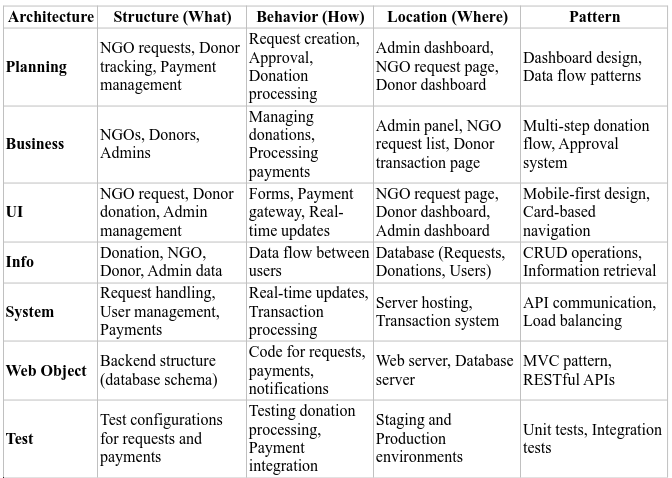 Architecture Structure (What) Behavior (How) Location (Where) Pattern
Planning
NGO requests, Donor
tracking, Payment
management
Request creation,
Approval,
Donation
processing
Admin dashboard,
NGO request page,
Donor dashboard
Dashboard design,
Data flow patterns
Business
NGOs, Donors,
Admins
Managing
donations,
Processing
payments
Admin panel, NGO
request list, Donor
transaction page
Multi-step donation
flow, Approval
system
UI
NGO request, Donor
donation, Admin
management
Forms, Payment
gateway, Real-
time updates
NGO request page,
Donor dashboard,
Admin dashboard
Mobile-first design,
Card-based
navigation
Info
Donation, NGO,
Donor, Admin data
Data flow between
users
Database (Requests,
Donations, Users)
CRUD operations,
Information retrieval
System
Request handling,
User management,
Payments
Real-time updates,
Transaction
processing
Server hosting,
Transaction system
API communication,
Load balancing
Web Object
Backend structure
(database schema)
Code for requests,
payments,
notifications
Web server, Database
server
MVC pattern,
RESTful APIs
Test
Test configurations
for requests and
payments
Testing donation
processing,
Payment
integration
Staging and
Production
environments
Unit tests, Integration
tests